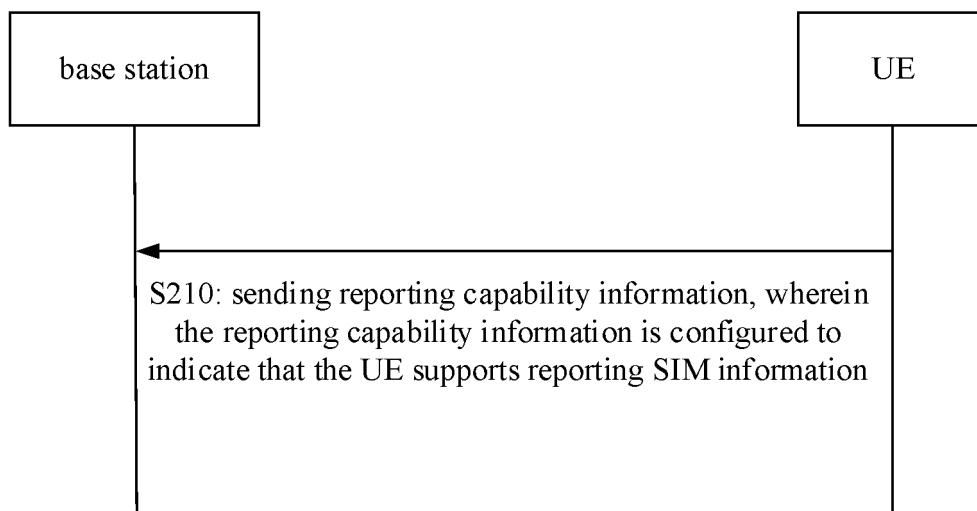 base station
UE
S210: sending reporting capability information, wherein
the reporting capability information is configured to
indicate that the UE supports reporting SIM information